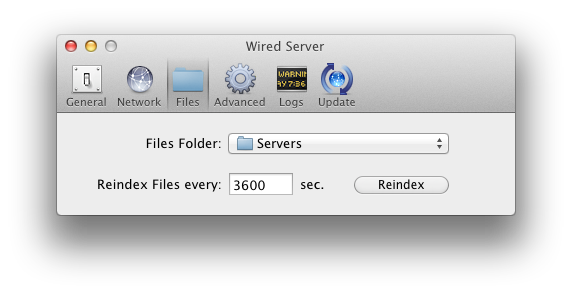 Wired Server
WARNIN
AY 7:86
General Network Files Advanced Logs Update
Files Folder: Servers
Reindex Files every: 3600 sec. Reindex